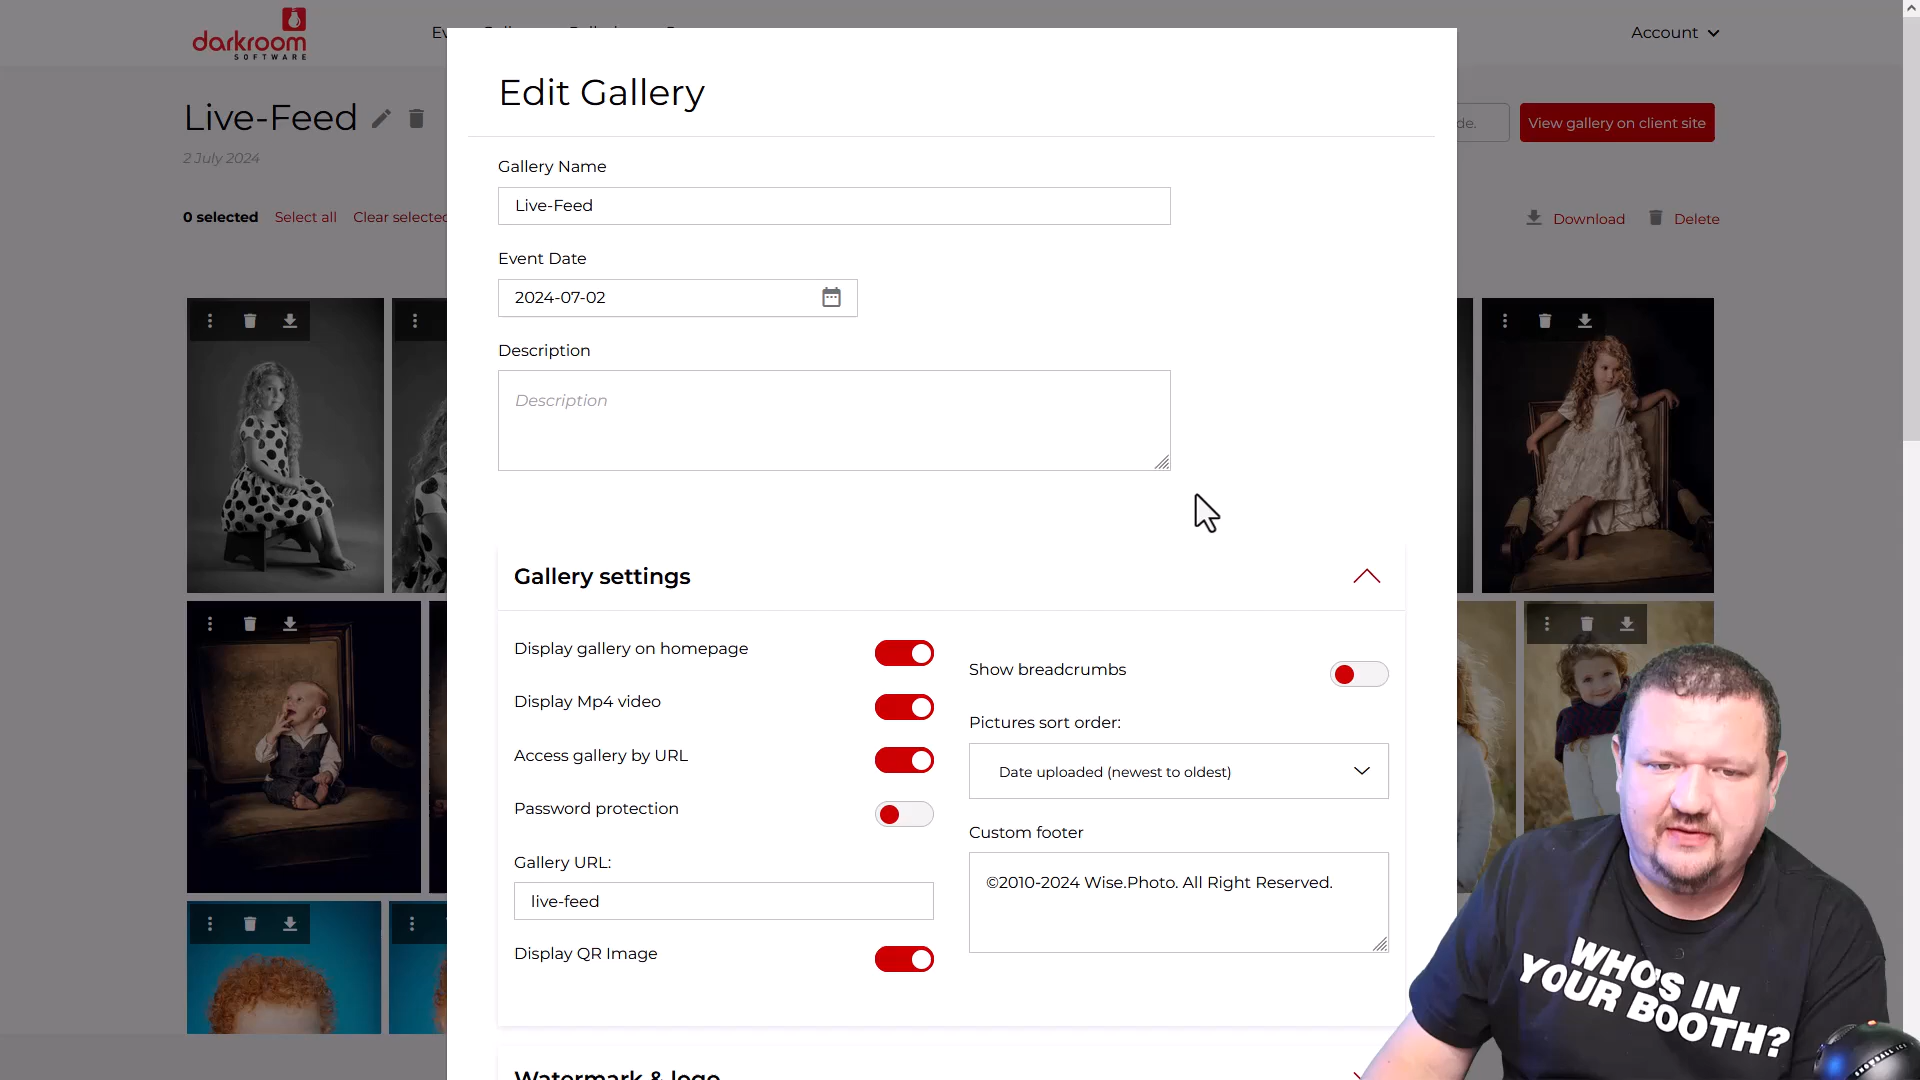 darkroom
SOFTWARE
Account
Edit Gallery
Live-Feed
View gallery on client site
2 July 2024
Gallery Name
Live-Feed
0 selected Select all Clear selected
Download Delete
Event Date
2024-07-02
Description
Description
Gallery settings
Display gallery on homepage
Show breadcrumbs
Display Mp4 video
Pictures sort order:
Access gallery by URL
Date uploaded (newest to oldest)
Password protection
Custom footer
Gallery URL:
©2010-2024 Wise.Photo. All Right Reserved.
live-feed
Display QR Image
WHO'S IN
YOUR BOOTH?
Watermark & logo